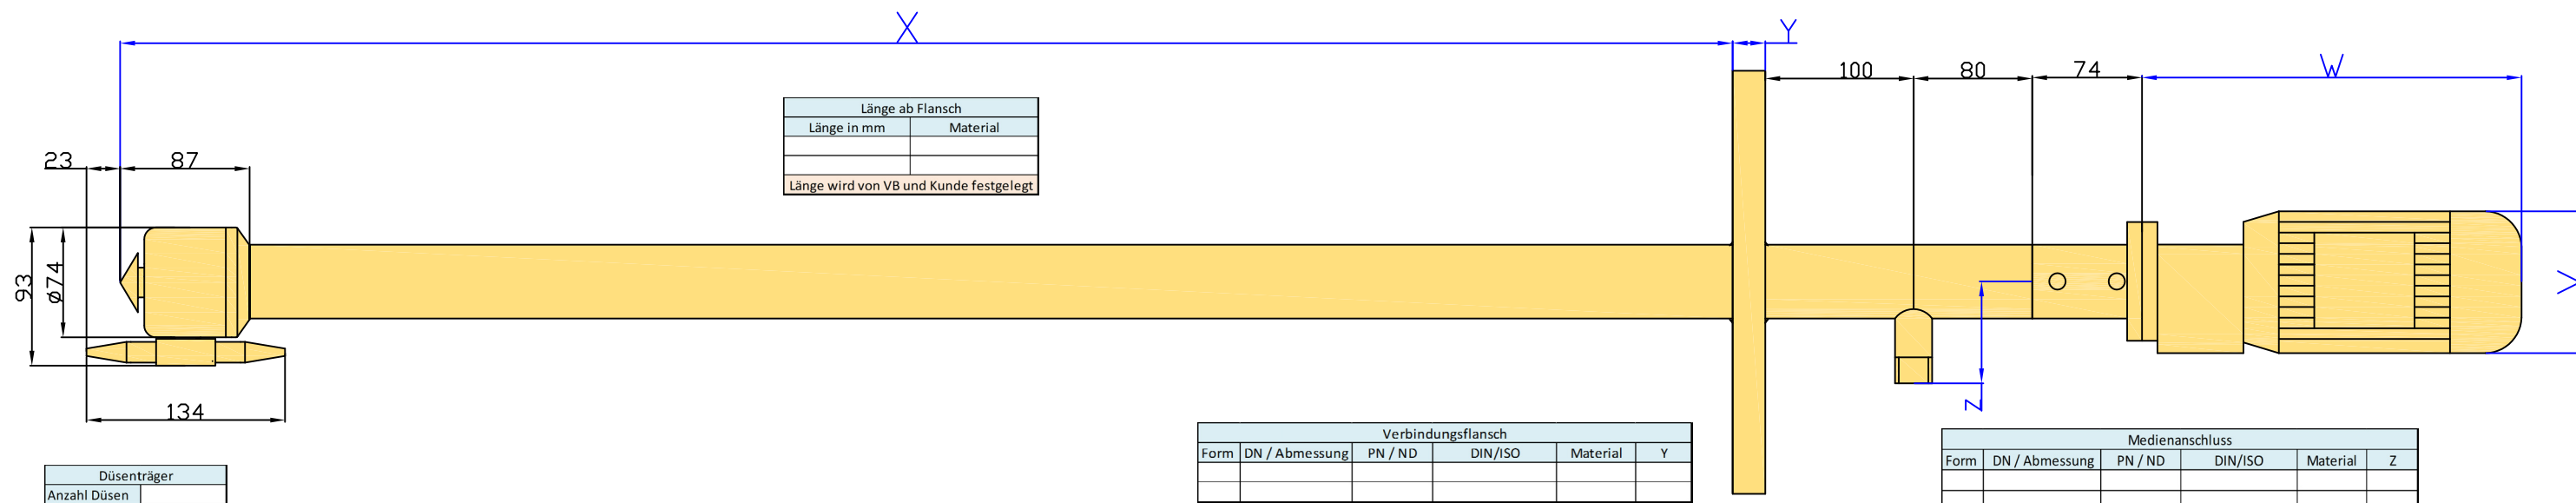 X
Y
100
80
74
W
Länge ab Flansch
Länge in mm Material
Länge wird von VB und Kunde festgelegt
23
87
93
ø74
134
V
Z
Verbindungsflansch
Form DN / Abmessung PN / ND DIN/ISO Material Y
Medienanschluss
Form DN / Abmessung PN / ND DIN/ISO Material Z
Düsenträger
Anzahl Düsen